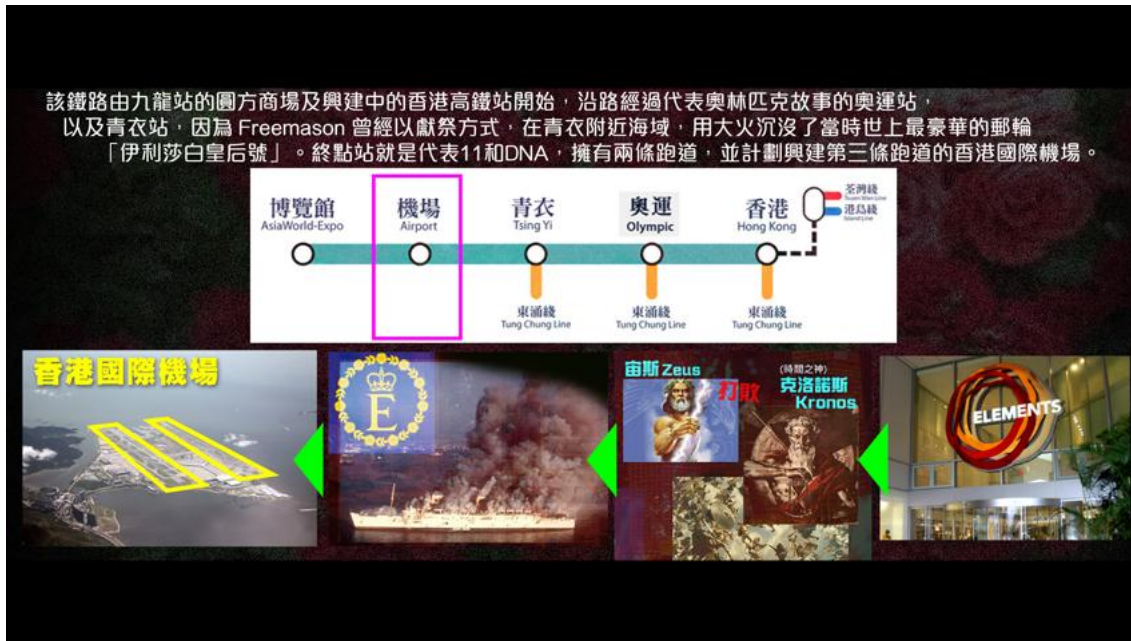 該鐵路由九龍站的圓方商場及興建中的香港高鐵站開始，沿路經過代表奧林匹克故事的奧運站，
以及青衣站，因為 Freemason 曾經以獻祭方式，在青衣附近海域，用大火沉沒了當時世上最豪華的郵輪
「伊利莎白皇后號」。終點站就是代表11和DNA，擁有兩條跑道，並計劃興建第三條跑道的香港國際機場。
博覽館
AsiaWorld-Expo
機場
Airport
青衣
Tsing Yi
奧運
Olympic
香港
Hong Kong
荃灣綫
Tsuen Wan Line
港島綫
Island Line
東涌綫
Tung Chung Line
東涌綫
Tung Chung Line
東涌綫
Tung Chung Line
香港國際機場
E
宙斯 Zeus
打敗
(時間之神)
克洛諾斯
Kronos
ELEMENTS